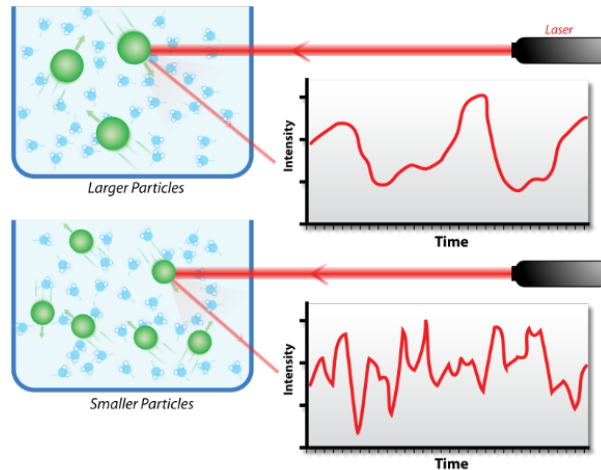 Laser
Intensity
Larger Particles
Time
Intensity
Smaller Particles
Time